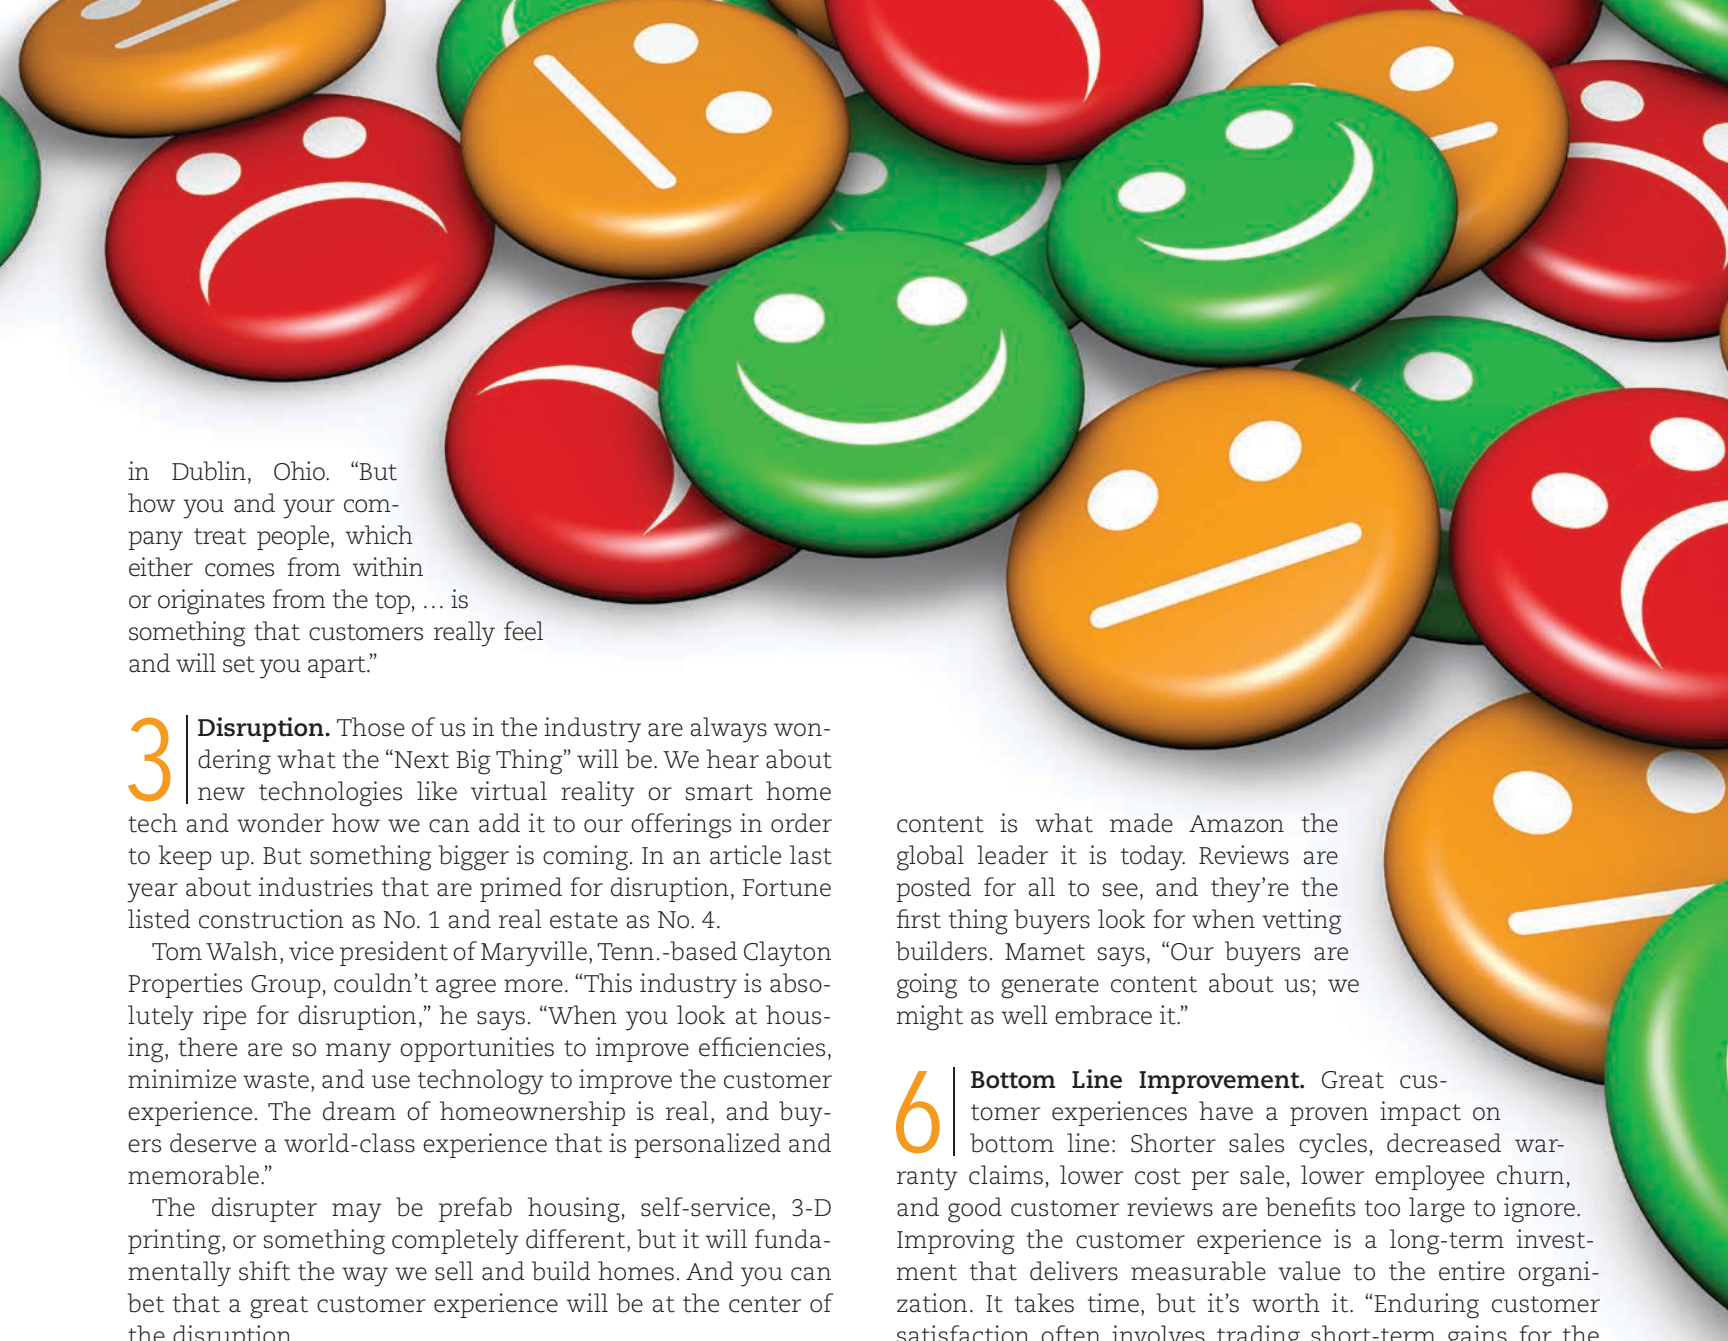 in Dublin, Ohio. “But
how you and your com-
pany treat people, which
either comes from within
or originates from the top, … is
something that customers really feel
and will set you apart.”
3 Disruption. Those of us in the industry are always won-
dering what the “Next Big Thing” will be. We hear about
new technologies like virtual reality or smart home
tech and wonder how we can add it to our offerings in order
to keep up. But something bigger is coming. In an article last
year about industries that are primed for disruption, Fortune
listed construction as No. 1 and real estate as No. 4.
Tom Walsh, vice president of Maryville, Tenn.-based Clayton
Properties Group, couldn’t agree more. “This industry is abso-
lutely ripe for disruption,” he says. “When you look at hous-
ing, there are so many opportunities to improve efficiencies,
minimize waste, and use technology to improve the customer
experience. The dream of homeownership is real, and buy-
ers deserve a world-class experience that is personalized and
memorable.”
The disrupter may be prefab housing, self-service, 3-D
printing, or something completely different, but it will funda-
mentally shift the way we sell and build homes. And you can
bet that a great customer experience will be at the center of
the disruption
content is what made Amazon the
global leader it is today. Reviews are
posted for all to see, and they’re the
first thing buyers look for when vetting
builders. Mamet says, “Our buyers are
going to generate content about us; we
might as well embrace it.”
6 Bottom Line Improvement. Great cus-
tomer experiences have a proven impact on
bottom line: Shorter sales cycles, decreased war-
ranty claims, lower cost per sale, lower employee churn,
and good customer reviews are benefits too large to ignore.
Improving the customer experience is a long-term invest-
ment that delivers measurable value to the entire organi-
zation. It takes time, but it’s worth it. “Enduring customer
satisfaction often involves trading short-term gains for the